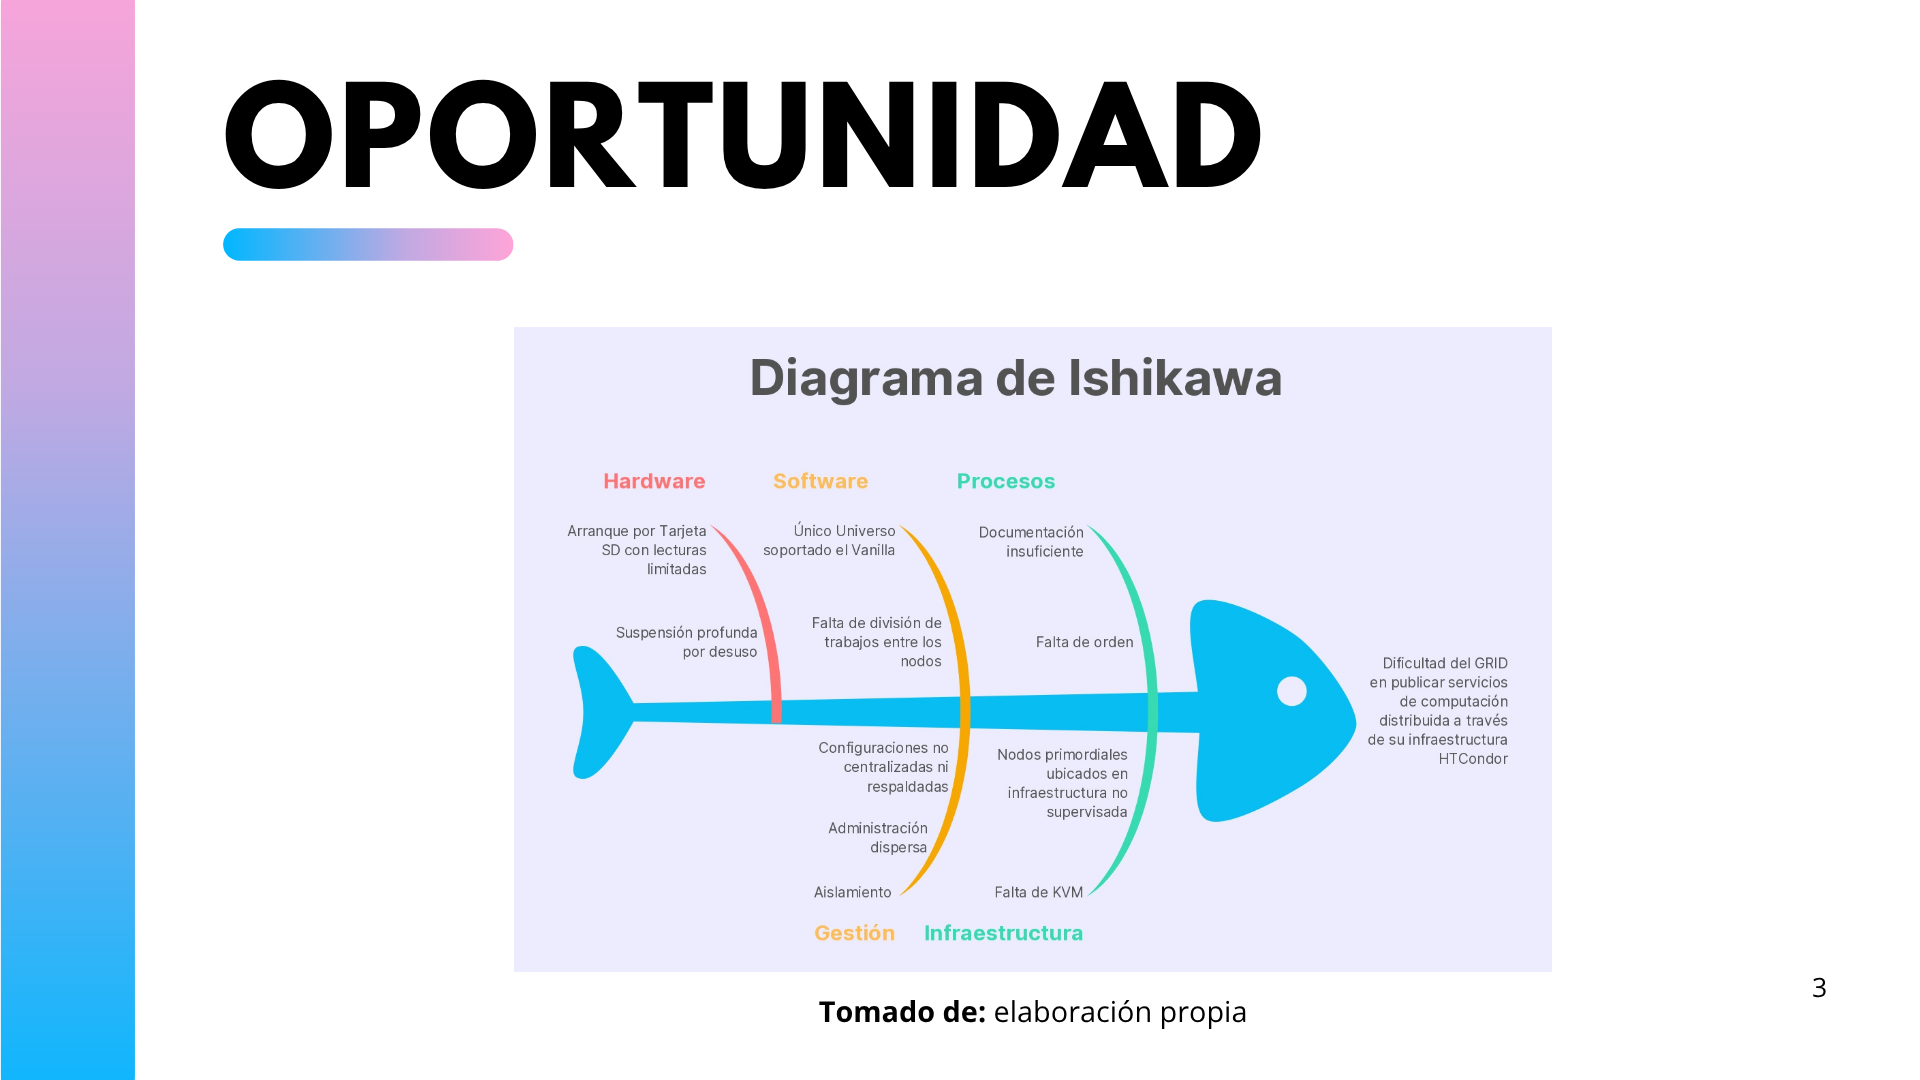 OPORTUNIDAD
Diagrama de Ishikawa
Hardware
Software
Procesos
Arranque por Tarjeta
SD con lecturas
limitadas
Suspensión profunda
por desuso
Único Universo
soportado el Vanilla
Falta de división de
trabajos entre los
nodos
Documentación
insuficiente
Falta de orden
Dificultad del GRID
en publicar servicios
de computación
distribuida a través
de su infraestructura
HTCondor
Configuraciones no
centralizadas ni
respaldadas
Administración
dispersa
Aislamiento
Gestión
Nodos primordiales
ubicados en
infraestructura no
supervisada
Falta de KVM
Infraestructura
Tomado de: elaboración propia
3